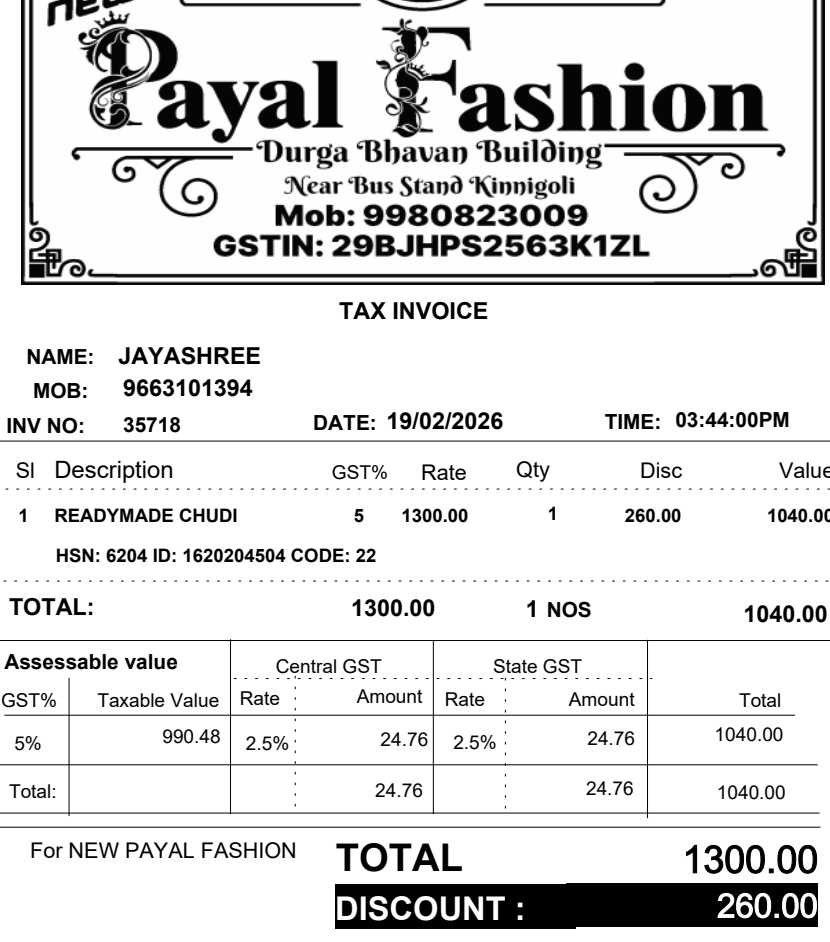 new
Payal Fashion
Durga Bhavan Building
Near Bus Stand Kinnigoli
Mob: 9980823009
GSTIN: 29BJHPS2563K1ZL
TAX INVOICE
NAME: JAYASHREE
MOB: 9663101394
INV NO: 35718 DATE: 19/02/2026 TIME: 03:44:00PM
Sl Description GST% Rate Qty Disc Value
1 READYMADE CHUDI 5 1300.00 1 260.00 1040.00
HSN: 6204 ID: 1620204504 CODE: 22
TOTAL: 1300.00 1 NOS 1040.00
Assessable value Central GST State GST
GST% Taxable Value Rate Amount Rate Amount Total
5% 990.48 2.5% 24.76 2.5% 24.76 1040.00
Total: 24.76 24.76 1040.00
For NEW PAYAL FASHION TOTAL 1300.00
DISCOUNT : 260.00